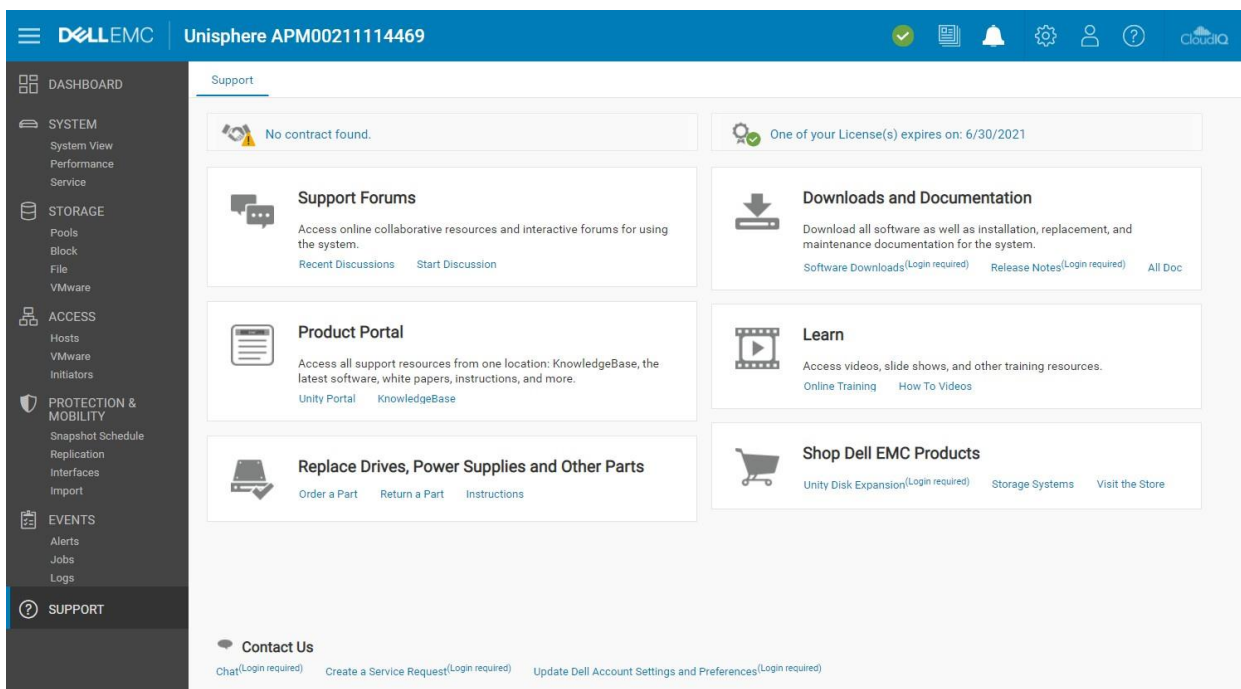 DELLEMC Unisphere APM00211114469 CloudIQ
DASHBOARD
SYSTEM
System View
Performance
Service
STORAGE
Pools
Block
File
VMware
ACCESS
Hosts
VMware
Initiators
PROTECTION &
MOBILITY
Snapshot Schedule
Replication
Interfaces
Import
EVENTS
Alerts
Jobs
Logs
SUPPORT
Support
No contract found.
One of your License(s) expires on: 6/30/2021
Support Forums
Access online collaborative resources and interactive forums for using
the system.
Recent Discussions Start Discussion
Downloads and Documentation
Download all software as well as installation, replacement, and
maintenance documentation for the system.
Software Downloads(Login required) Release Notes(Login required) All Doc
Product Portal
Access all support resources from one location: KnowledgeBase, the
latest software, white papers, instructions, and more.
Unity Portal KnowledgeBase
Learn
Access videos, slide shows, and other training resources.
Online Training How To Videos
Replace Drives, Power Supplies and Other Parts
Order a Part Return a Part Instructions
Shop Dell EMC Products
Unity Disk Expansion(Login required) Storage Systems Visit the Store
Contact Us
Chat(Login required) Create a Service Request(Login required) Update Dell Account Settings and Preferences(Login required)